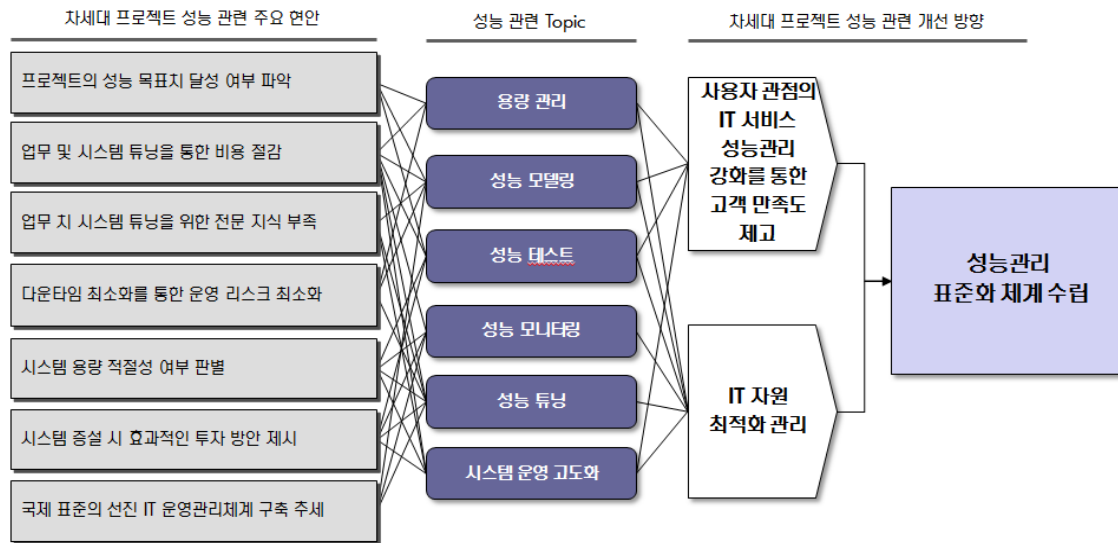 차세대 프로젝트 성능 관련 주요 현안
성능 관련 Topic
차세대 프로젝트 성능 관련 개선 방향
프로젝트의 성능 목표치 달성 여부 파악
업무 및 시스템 튜닝을 통한 비용 절감
업무 치 시스템 튜닝을 위한 전문 지식 부족
다운타임 최소화를 통한 운영 리스크 최소화
시스템 용량 적절성 여부 판별
시스템 증설 시 효과적인 투자 방안 제시
국제 표준의 선진 IT 운영관리체계 구축 추세
용량 관리
성능 모델링
성능 테스트
성능 모니터링
성능 튜닝
시스템 운영 고도화
사용자 관점의
IT 서비스
성능관리
강화를 통한
고객 만족도
제고
IT 자원
최적화 관리
성능관리
표준화 체계 수립